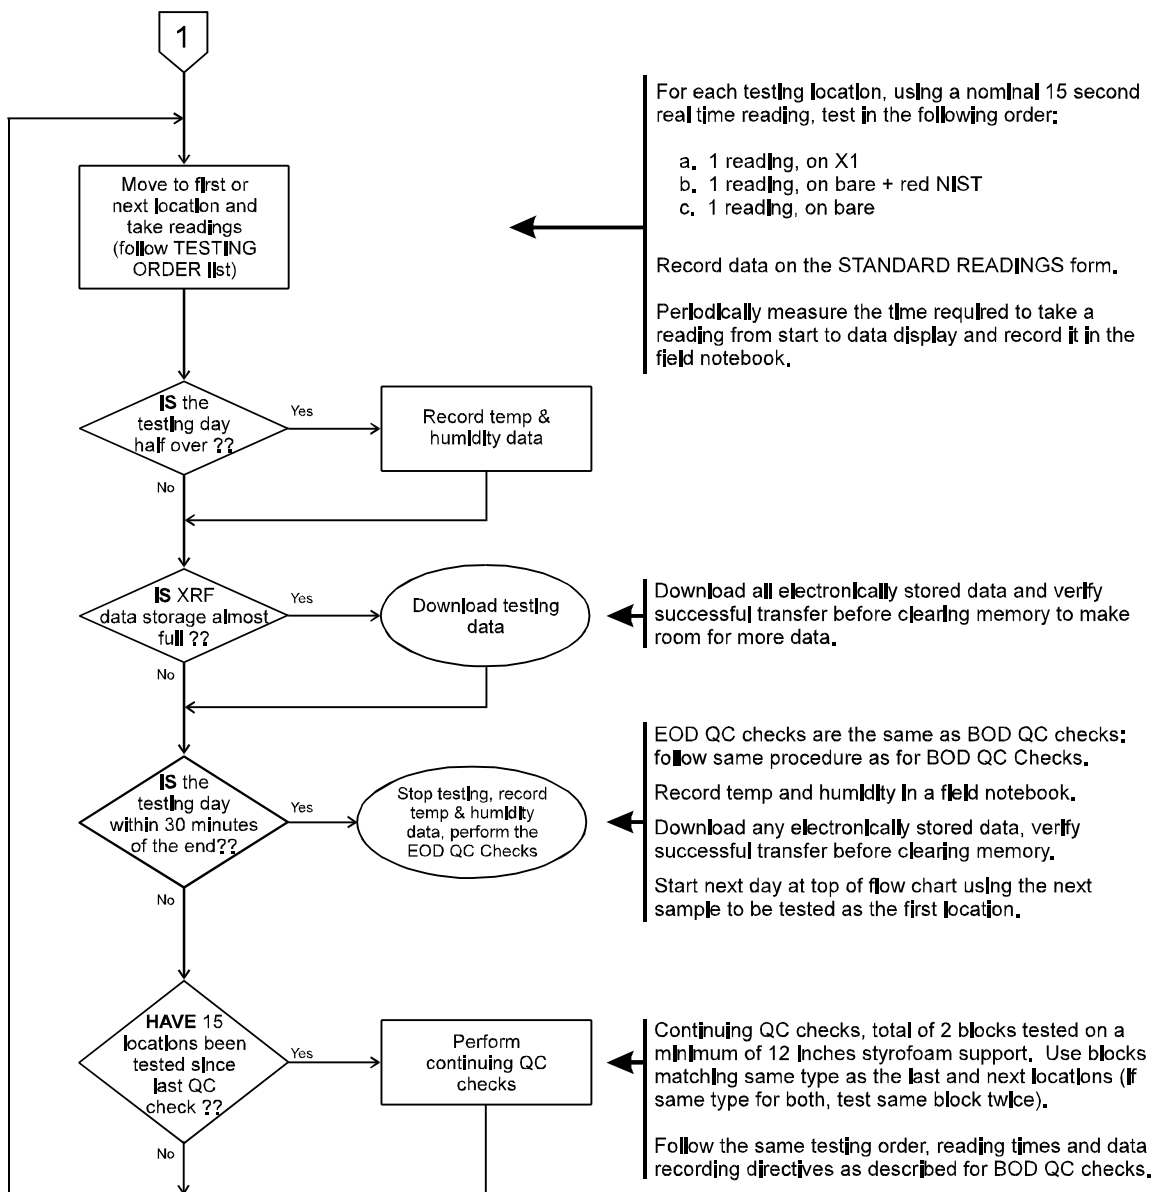 1
For each testing location, using a nominal 15 second
real time reading, test in the following order:
a. 1 reading, on X1
b. 1 reading, on bare + red NIST
c. 1 reading, on bare
Record data on the STANDARD READINGS form.
Periodically measure the time required to take a
reading from start to data display and record it in the
field notebook.
Move to first or
next location and
take readings
(follow TESTING
ORDER list)
IS the
testing day
half over ??
Yes
No
Record temp &
humidity data
IS XRF
data storage almost
full ??
Yes
No
Download testing
data
Download all electronically stored data and verify
successful transfer before clearing memory to make
room for more data.
IS the
testing day
within 30 minutes
of the end??
Yes
No
Stop testing, record
temp & humidity
data, perform the
EOD QC Checks
EOD QC checks are the same as BOD QC checks:
follow same procedure as for BOD QC Checks.
Record temp and humidity in a field notebook.
Download any electronically stored data, verify
successful transfer before clearing memory.
Start next day at top of flow chart using the next
sample to be tested as the first location.
HAVE 15
locations been
tested since
last QC
check ??
Yes
No
Perform
continuing QC
checks
Continuing QC checks, total of 2 blocks tested on a
minimum of 12 inches styrofoam support. Use blocks
matching same type as the last and next locations (if
same type for both, test same block twice).
Follow the same testing order, reading times and data
recording directives as described for BOD QC checks.